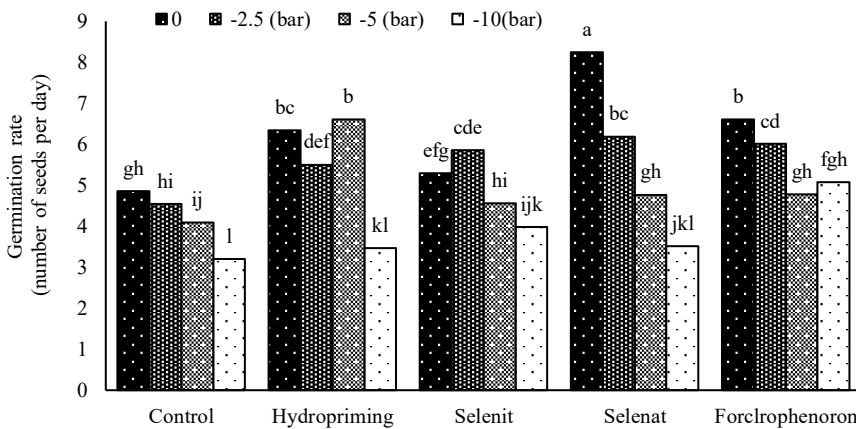 9
8
7
6
5
4
3
2
1
0
Germination rate
(number of seeds per day)
0 -2.5 (bar) -5 (bar) -10(bar)
gh hi ij l
bc def b kl
efg cde hi ijk
a bc gh jkl
b cd gh fgh
Control Hydropriming Selenit Selenat Forclrophenoron